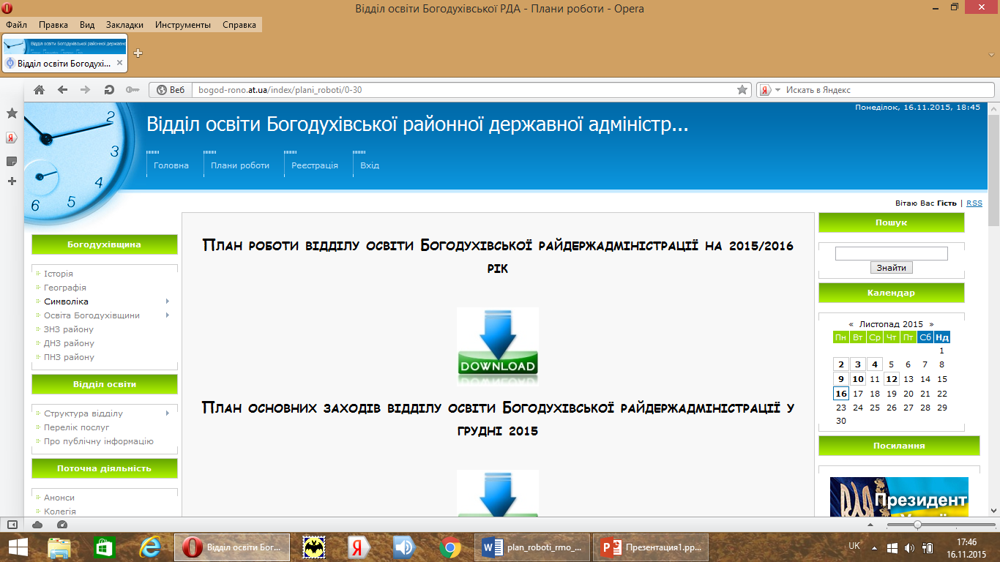 Відділ освіти Богодухівської РДА - Плани роботи - Opera
Файл Правка Вид Закладки Инструменты Справка
Відділ освіти Богодухі...
Веб bogod-rono.at.ua/index/plani_roboti/0-30 Искать в Яндекс
Понеділок, 16.11.2015, 18:45
Відділ освіти Богодухівської районної державної адміністр...
Головна Плани роботи Реєстрація Вхід
2
3
4
5
6
Вітаю Вас Гість | RSS
Богодухівщина
Історія
Географія
Символіка
Освіта Богодухівщини
ЗНЗ району
ДНЗ району
ПНЗ району
Відділ освіти
Структура відділу
Перелік послуг
Про публічну інформацію
Поточна діяльність
Анонси
Колегія
План роботи відділу освіти Богодухівської райдержадміністрації на 2015/2016
рік
DOWNLOAD
План основних заходів відділу освіти Богодухівської райдержадміністрації у
грудні 2015
Пошук
Знайти
Календар
« Листопад 2015 »
Пн Вт Ср Чт Пт Сб Нд
1
2 3 4 5 6 7 8
9 10 11 12 13 14 15
16 17 18 19 20 21 22
23 24 25 26 27 28 29
30
Посилання
Президент
Відділ освіти Бог...
plan_roboti_rmo_...
Презентация1.pp...
UK
17:46
16.11.2015